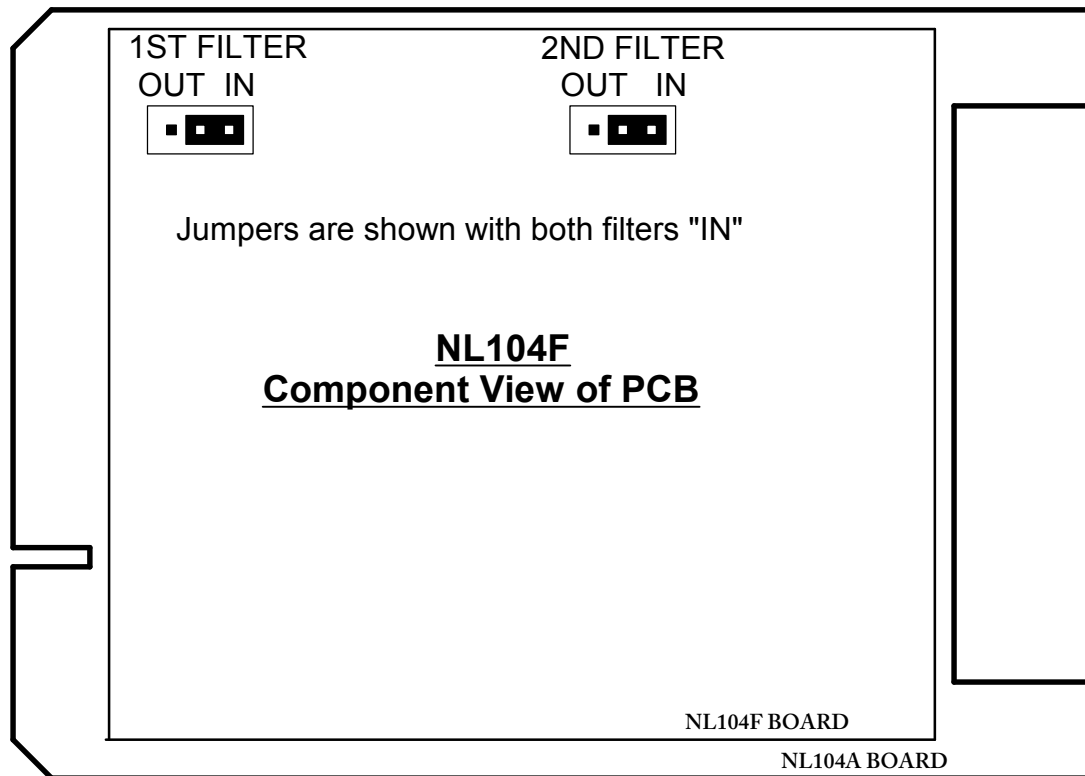 1ST FILTER
OUT IN
2ND FILTER
OUT IN
Jumpers are shown with both filters "IN"
NL104F
Component View of PCB
NL104F BOARD
NL104A BOARD